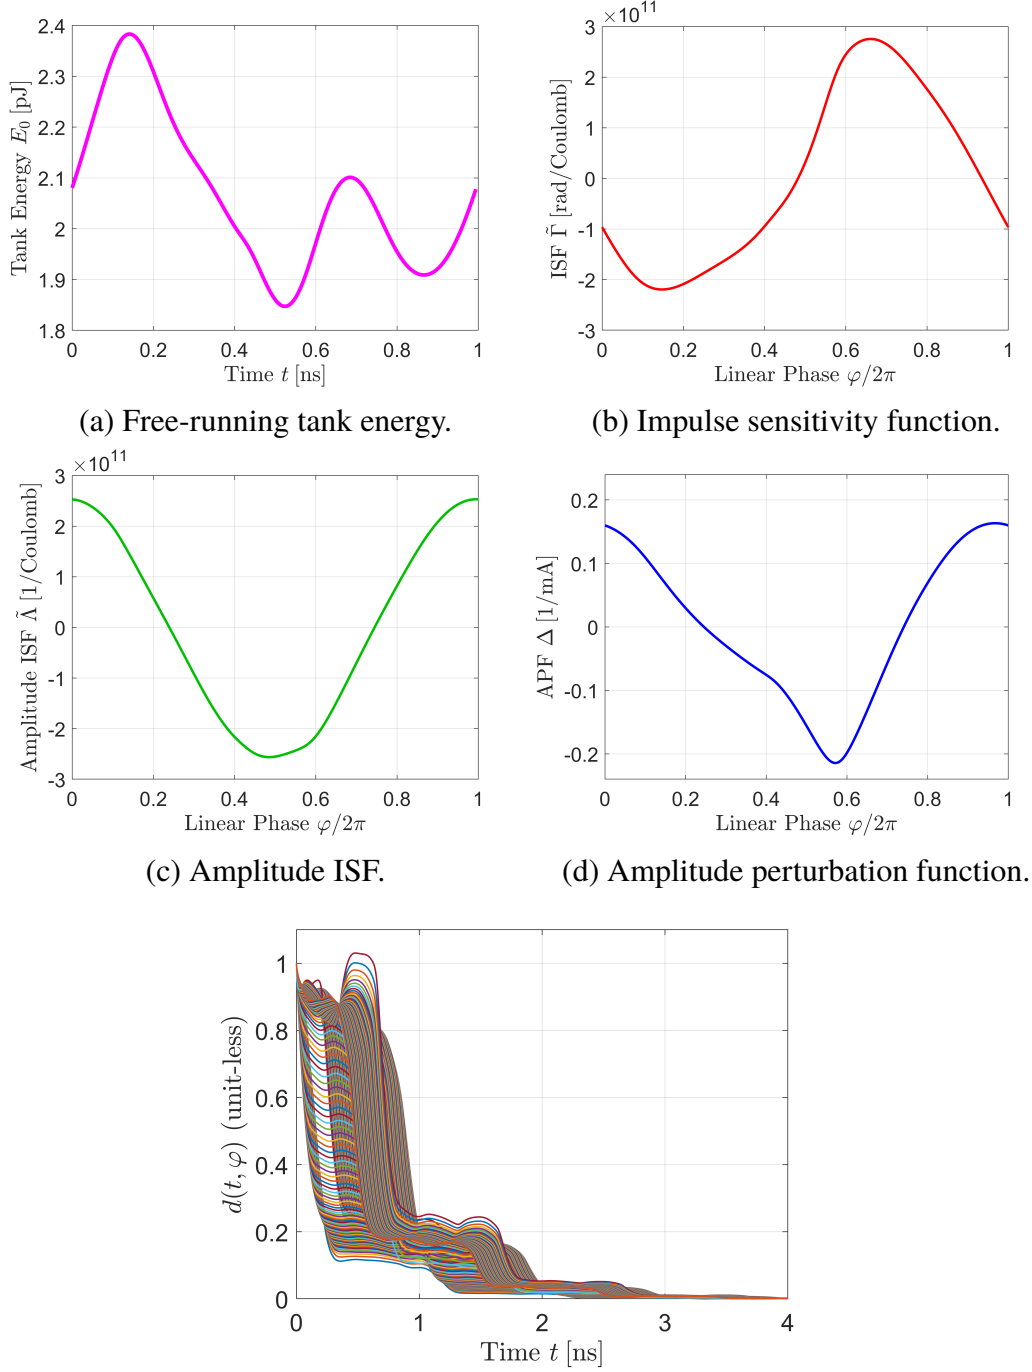 2.4
2.3
2.2
2.1
2
1.9
1.8
Tank Energy E₀ [pJ]
0 0.2 0.4 0.6 0.8 1
Time t [ns]
(a) Free-running tank energy.
×10¹¹
3
2
1
0
-1
-2
-3
ISF Γ̃ [rad/Coulomb]
0 0.2 0.4 0.6 0.8 1
Linear Phase φ/2π
(b) Impulse sensitivity function.
×10¹¹
3
2
1
0
-1
-2
-3
Amplitude ISF Λ̃ [1/Coulomb]
0 0.2 0.4 0.6 0.8 1
Linear Phase φ/2π
(c) Amplitude ISF.
0.2
0.1
0
-0.1
-0.2
APF Δ [1/mA]
0 0.2 0.4 0.6 0.8 1
Linear Phase φ/2π
(d) Amplitude perturbation function.
1
0.8
0.6
0.4
0.2
0
d(t, φ) (unit-less)
0 1 2 3 4
Time t [ns]